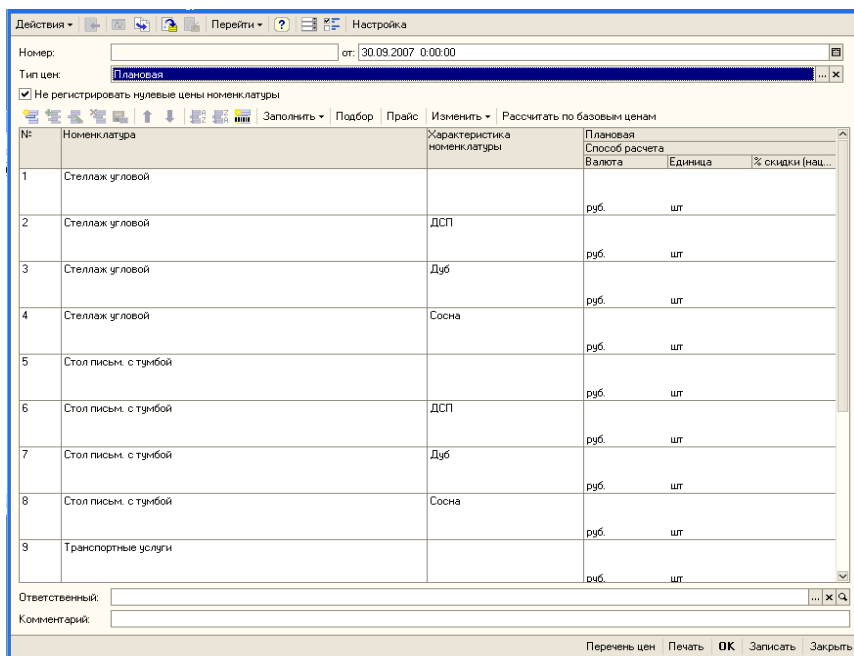 Действия Перейти ? Настройка
Номер: от: 30.09.2007 0:00:00
Тип цен: Плановая ... x
Не регистрировать нулевые цены номенклатуры
Заполнить Подбор Прайс Изменить Рассчитать по базовым ценам
№ Номенклатура Характеристика номенклатуры Плановая
Способ расчета
Валюта Единица % скидки (нац...
1 Стеллаж угловой
руб. шт
2 Стеллаж угловой ДСП
руб. шт
3 Стеллаж угловой Дуб
руб. шт
4 Стеллаж угловой Сосна
руб. шт
5 Стол письм. с тумбой
руб. шт
6 Стол письм. с тумбой ДСП
руб. шт
7 Стол письм. с тумбой Дуб
руб. шт
8 Стол письм. с тумбой Сосна
руб. шт
9 Транспортные услуги
руб. шт
Ответственный: ... x
Комментарий:
Перечень цен Печать OK Записать Закрыть